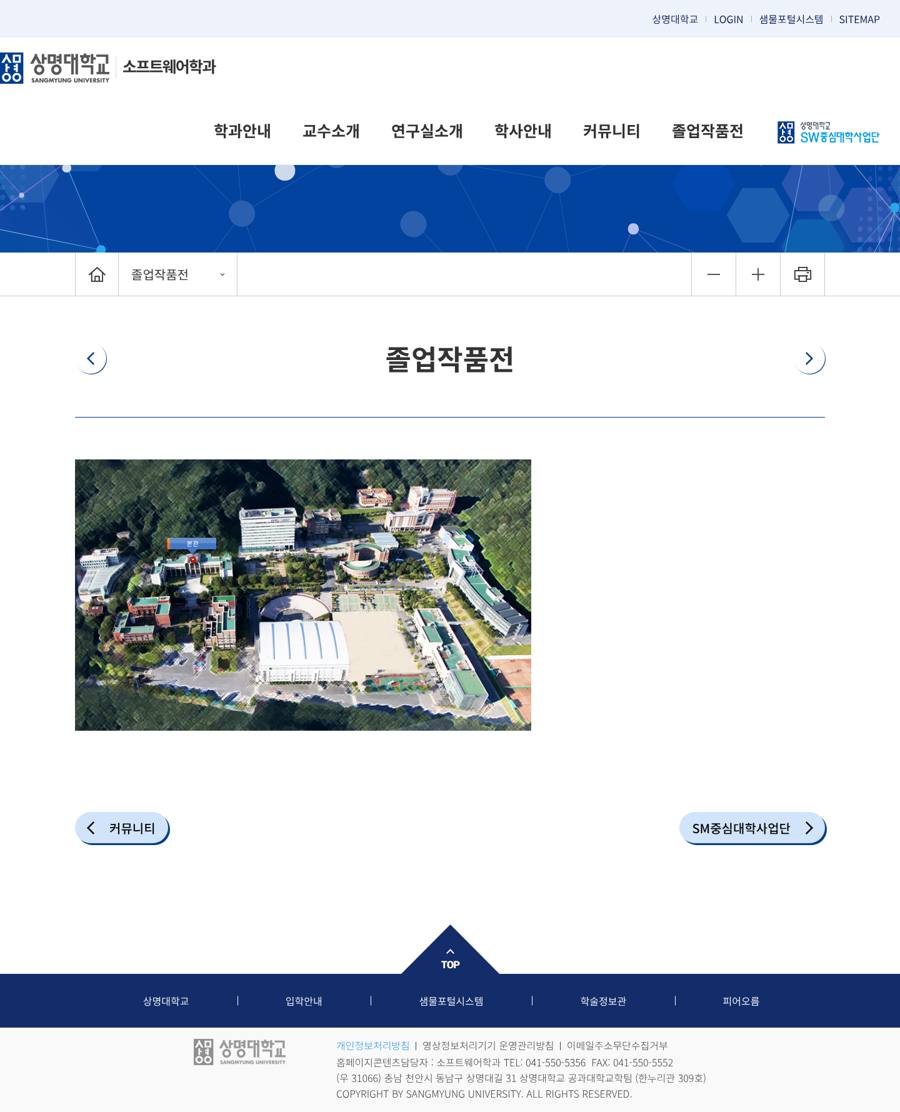 상명대학교 LOGIN 샘물포털시스템 SITEMAP
상명대학교 SANGMYUNG UNIVERSITY 소프트웨어학과
학과안내 교수소개 연구실소개 학사안내 커뮤니티 졸업작품전 상명대학교 SW중심대학사업단
졸업작품전
졸업작품전
본관
커뮤니티 SM중심대학사업단
TOP
상명대학교 입학안내 샘물포털시스템 학술정보관 피어오름
상명대학교 SANGMYUNG UNIVERSITY
개인정보처리방침 | 영상정보처리기기 운영관리방침 | 이메일주소무단수집거부
홈페이지콘텐츠담당자 : 소프트웨어학과 TEL: 041-550-5356 FAX: 041-550-5552
(우 31066) 충남 천안시 동남구 상명대길 31 상명대학교 공과대학교학팀 (한누리관 309호)
COPYRIGHT BY SANGMYUNG UNIVERSITY. ALL RIGHTS RESERVED.